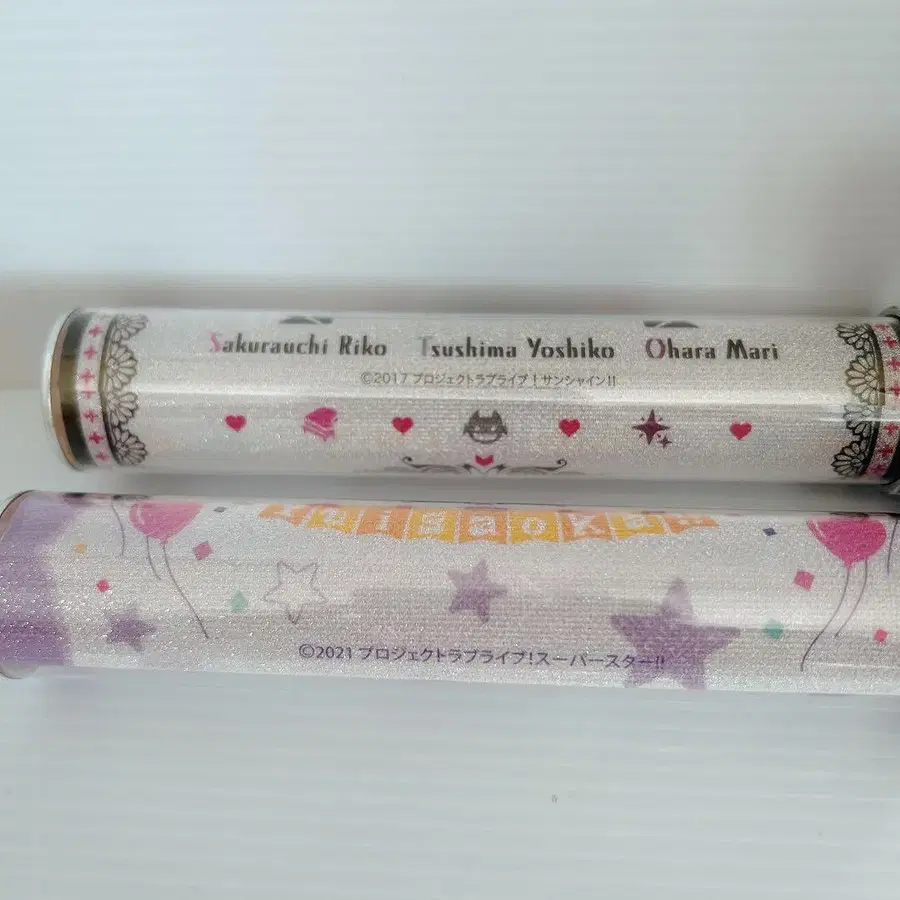 Sakurauchi Riko Tsushima Yoshiko Ohara Mari
©2017 プロジェクトラブライブ！サンシャイン!!
©2021 プロジェクトラブライブ！スーパースター!!